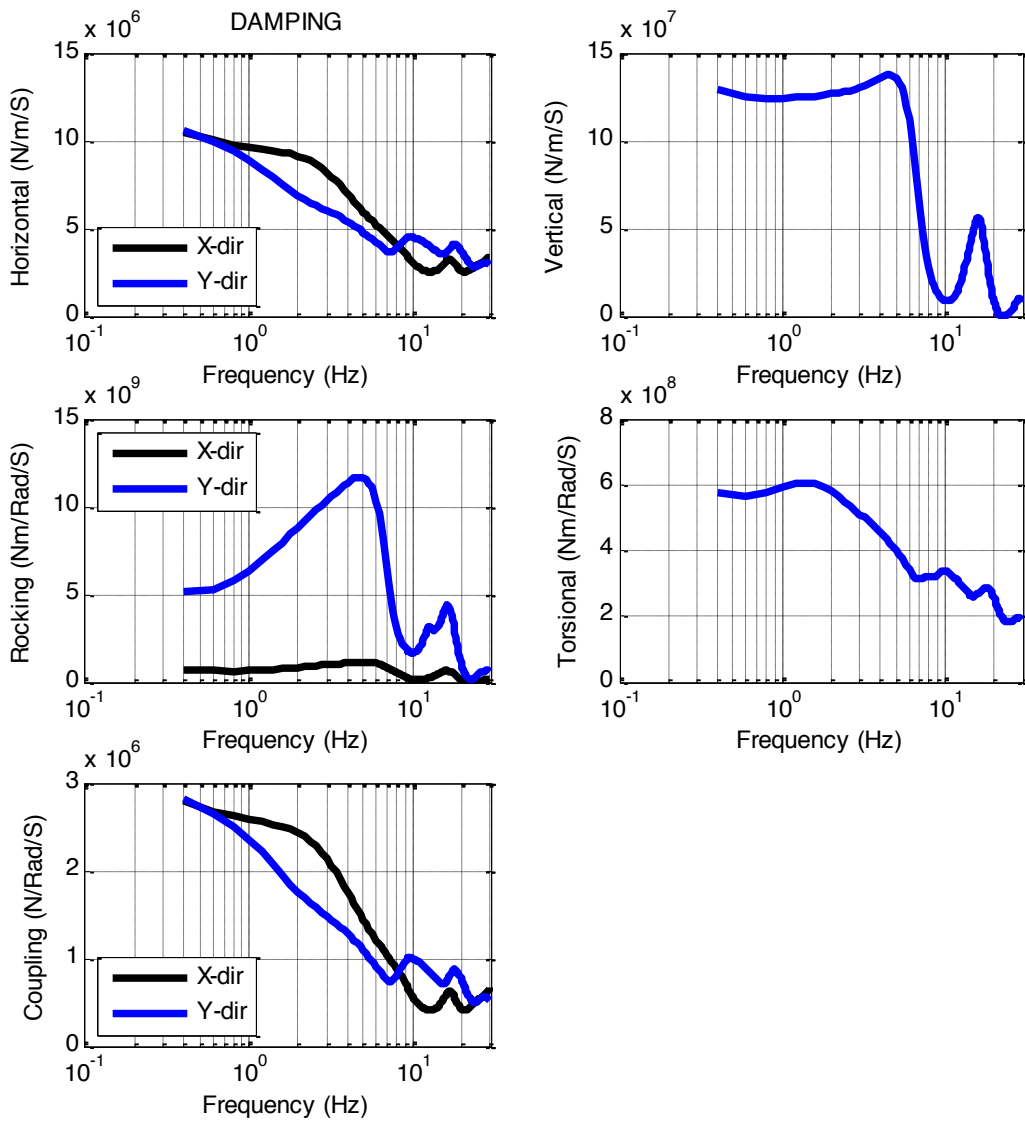 DAMPING
x 10^6
15
10
5
0
Horizontal (N/m/S)
X-dir
Y-dir
10^-1
10^0
10^1
Frequency (Hz)
x 10^7
15
10
5
0
Vertical (N/m/S)
10^-1
10^0
10^1
Frequency (Hz)
x 10^9
15
10
5
0
Rocking (Nm/Rad/S)
X-dir
Y-dir
10^-1
10^0
10^1
Frequency (Hz)
x 10^8
8
6
4
2
0
Torsional (Nm/Rad/S)
10^-1
10^0
10^1
Frequency (Hz)
x 10^6
3
2
1
0
Coupling (N/Rad/S)
X-dir
Y-dir
10^-1
10^0
10^1
Frequency (Hz)